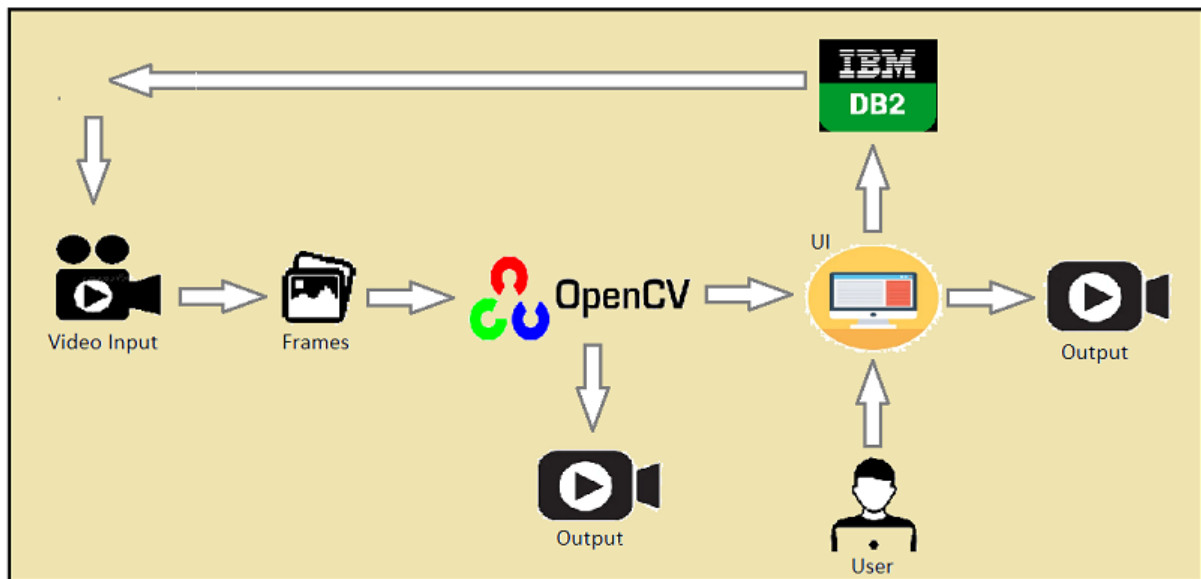 IBM
DB2
UI
OpenCV
Video Input
Frames
Output
Output
User